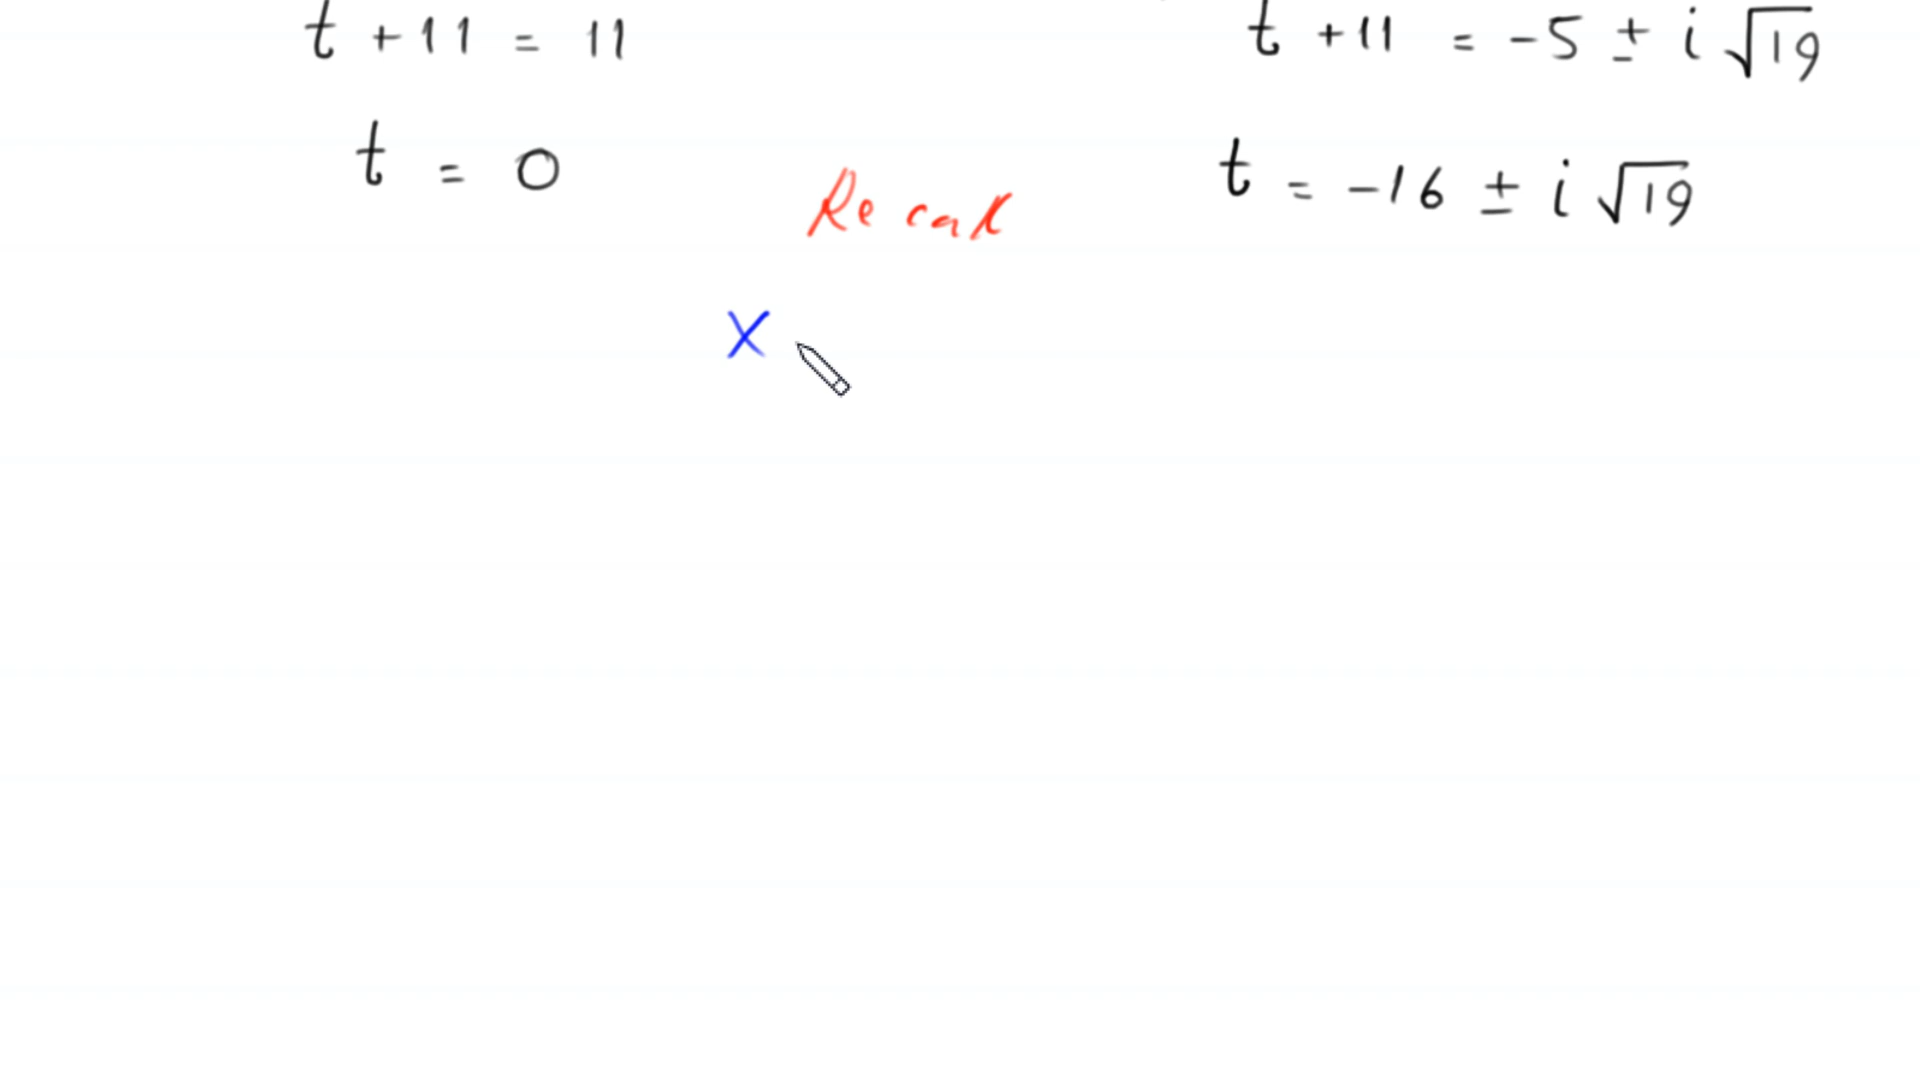 t + 11 = 11
t + 11 = -5 ± i √19
t = 0
t = -16 ± i √19
Recall
x